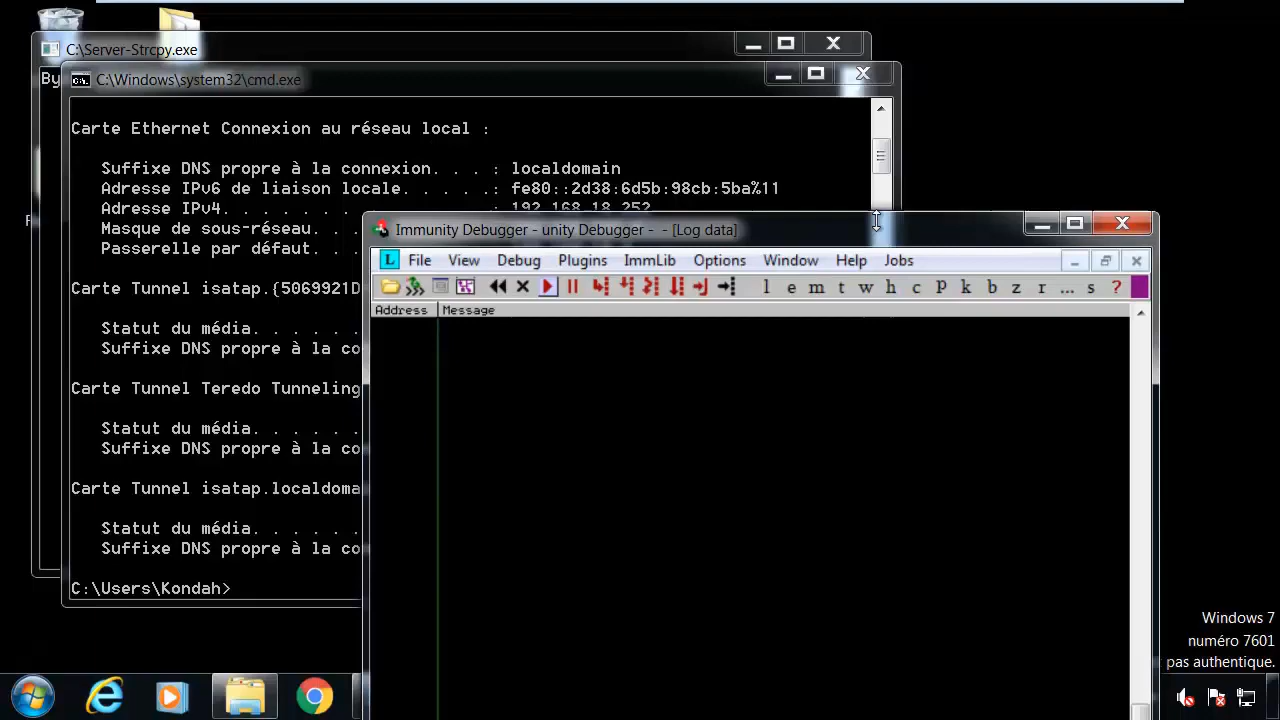 C:\Server-Strcpy.exe
By
C:\Windows\system32\cmd.exe
Carte Ethernet Connexion au réseau local :
Suffixe DNS propre à la connexion. . . : localdomain
Adresse IPv6 de liaison locale. . . . .: fe80::2d38:6d5b:98cb:5ba%11
Adresse IPv4. . . . . . . . . . . . . .: 192.168.18.252
Masque de sous-réseau. . .
Passerelle par défaut. . .
Carte Tunnel isatap.{5069921D
Statut du média. . . . . .
Suffixe DNS propre à la co
Carte Tunnel Teredo Tunneling
Statut du média. . . . . .
Suffixe DNS propre à la co
Carte Tunnel isatap.localdoma
Statut du média. . . . . .
Suffixe DNS propre à la co
C:\Users\Kondah>
Immunity Debugger - unity Debugger - - [Log data]
L File View Debug Plugins ImmLib Options Window Help Jobs
l e m t w h c P k b z r ... s ?
Address Message
Windows 7
numéro 7601
pas authentique.